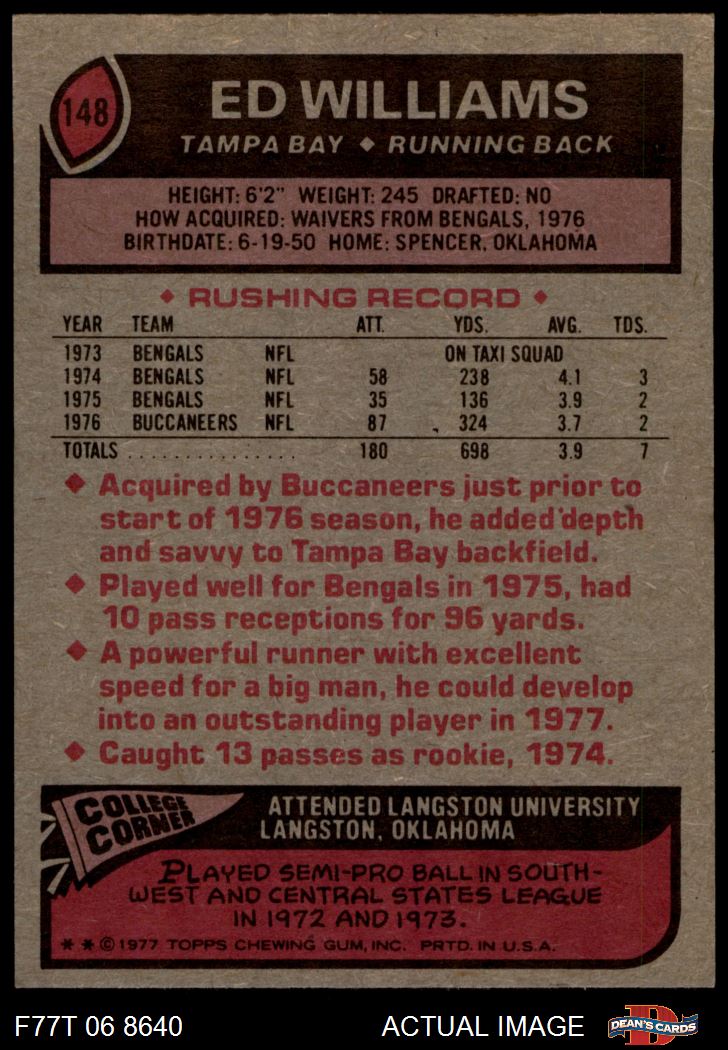 148
ED WILLIAMS
TAMPA BAY ◆ RUNNING BACK
HEIGHT: 6'2" WEIGHT: 245 DRAFTED: NO
HOW ACQUIRED: WAIVERS FROM BENGALS, 1976
BIRTHDATE: 6-19-50 HOME: SPENCER, OKLAHOMA
◆ RUSHING RECORD ◆
YEAR TEAM ATT. YDS. AVG. TDS.
1973 BENGALS NFL ON TAXI SQUAD
1974 BENGALS NFL 58 238 4.1 3
1975 BENGALS NFL 35 136 3.9 2
1976 BUCCANEERS NFL 87 324 3.7 2
TOTALS . . . . . . . . . . . . . . . 180 698 3.9 7
◆ Acquired by Buccaneers just prior to
start of 1976 season, he added depth
and savvy to Tampa Bay backfield.
◆ Played well for Bengals in 1975, had
10 pass receptions for 96 yards.
◆ A powerful runner with excellent
speed for a big man, he could develop
into an outstanding player in 1977.
◆ Caught 13 passes as rookie, 1974.
COLLEGE
CORNER
ATTENDED LANGSTON UNIVERSITY
LANGSTON, OKLAHOMA
PLAYED SEMI-PRO BALL IN SOUTH-
WEST AND CENTRAL STATES LEAGUE
IN 1972 AND 1973.
* * © 1977 TOPPS CHEWING GUM, INC. PRTD. IN U.S.A.
F77T 06 8640 ACTUAL IMAGE
D
DEAN'S CARDS